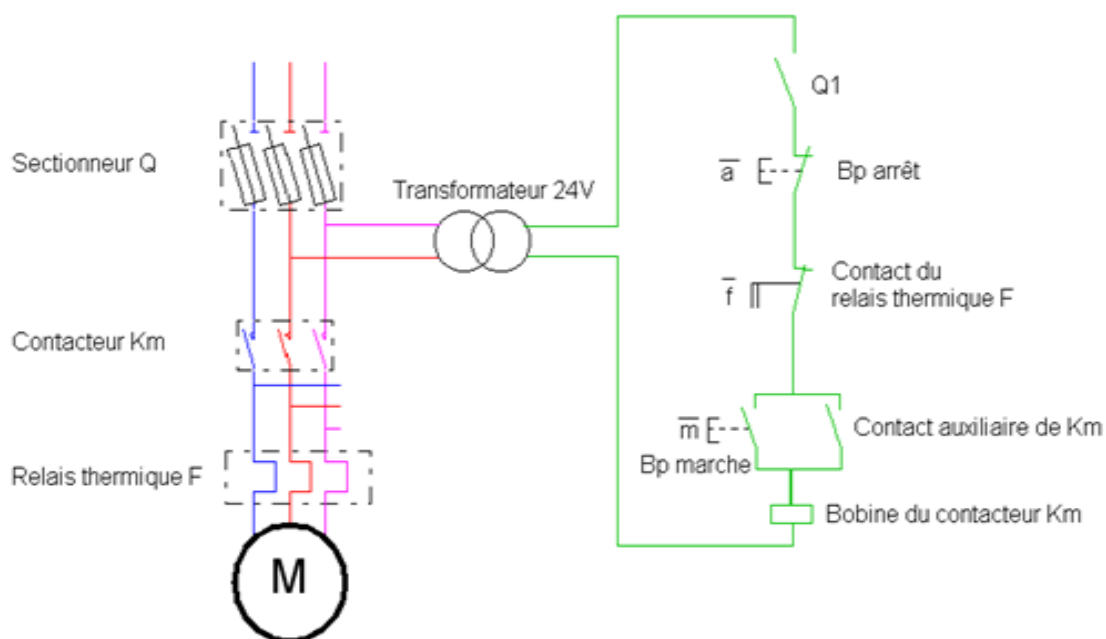 Q1
Sectionneur Q
a
Bp arrêt
Transformateur 24V
Contact du
relais thermique F
f
Contacteur Km
m
Contact auxiliaire de Km
Bp marche
Relais thermique F
Bobine du contacteur Km
M